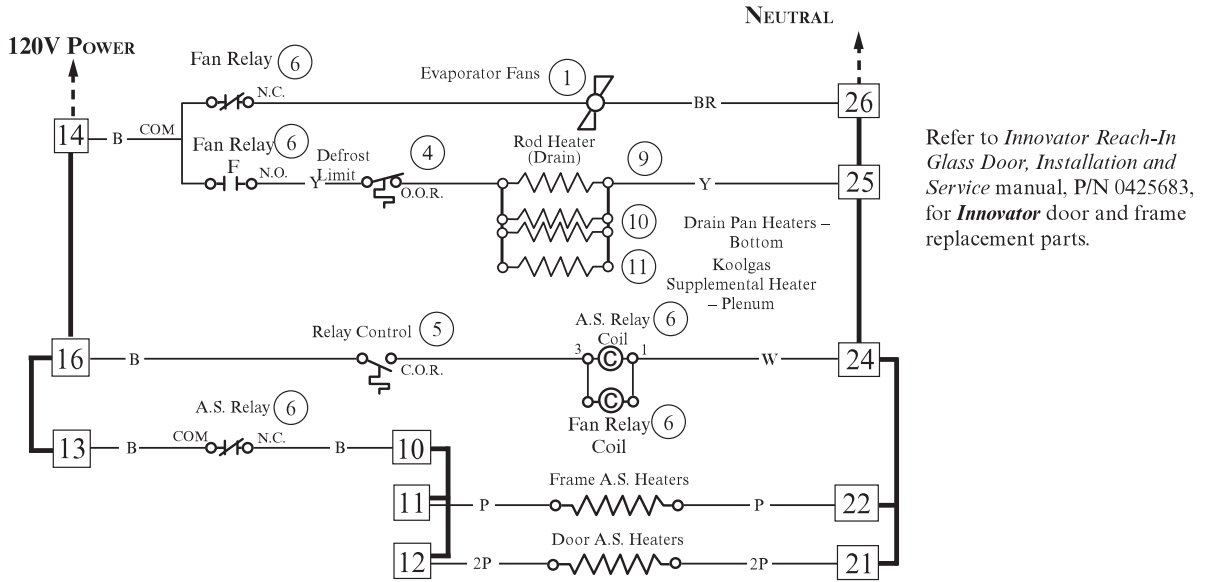 NEUTRAL
120V POWER
Fan Relay 6
Evaporator Fans 1
N.C.
14
B
COM
BR
26
Fan Relay 6
F
N.O.
Y
Defrost
Limit
4
O.O.R.
Rod Heater
(Drain)
9
Y
25
10
Drain Pan Heaters –
Bottom
11
Koolgas
Supplemental Heater
– Plenum
Refer to Innovator Reach-In
Glass Door, Installation and
Service manual, P/N 0425683,
for Innovator door and frame
replacement parts.
16
B
Relay Control 5
C.O.R.
A.S. Relay 6
Coil
3
C
1
W
24
C
Fan Relay 6
Coil
A.S. Relay 6
13
B
COM
N.C.
B
10
Frame A.S. Heaters
11
P
P
22
Door A.S. Heaters
12
2P
2P
21